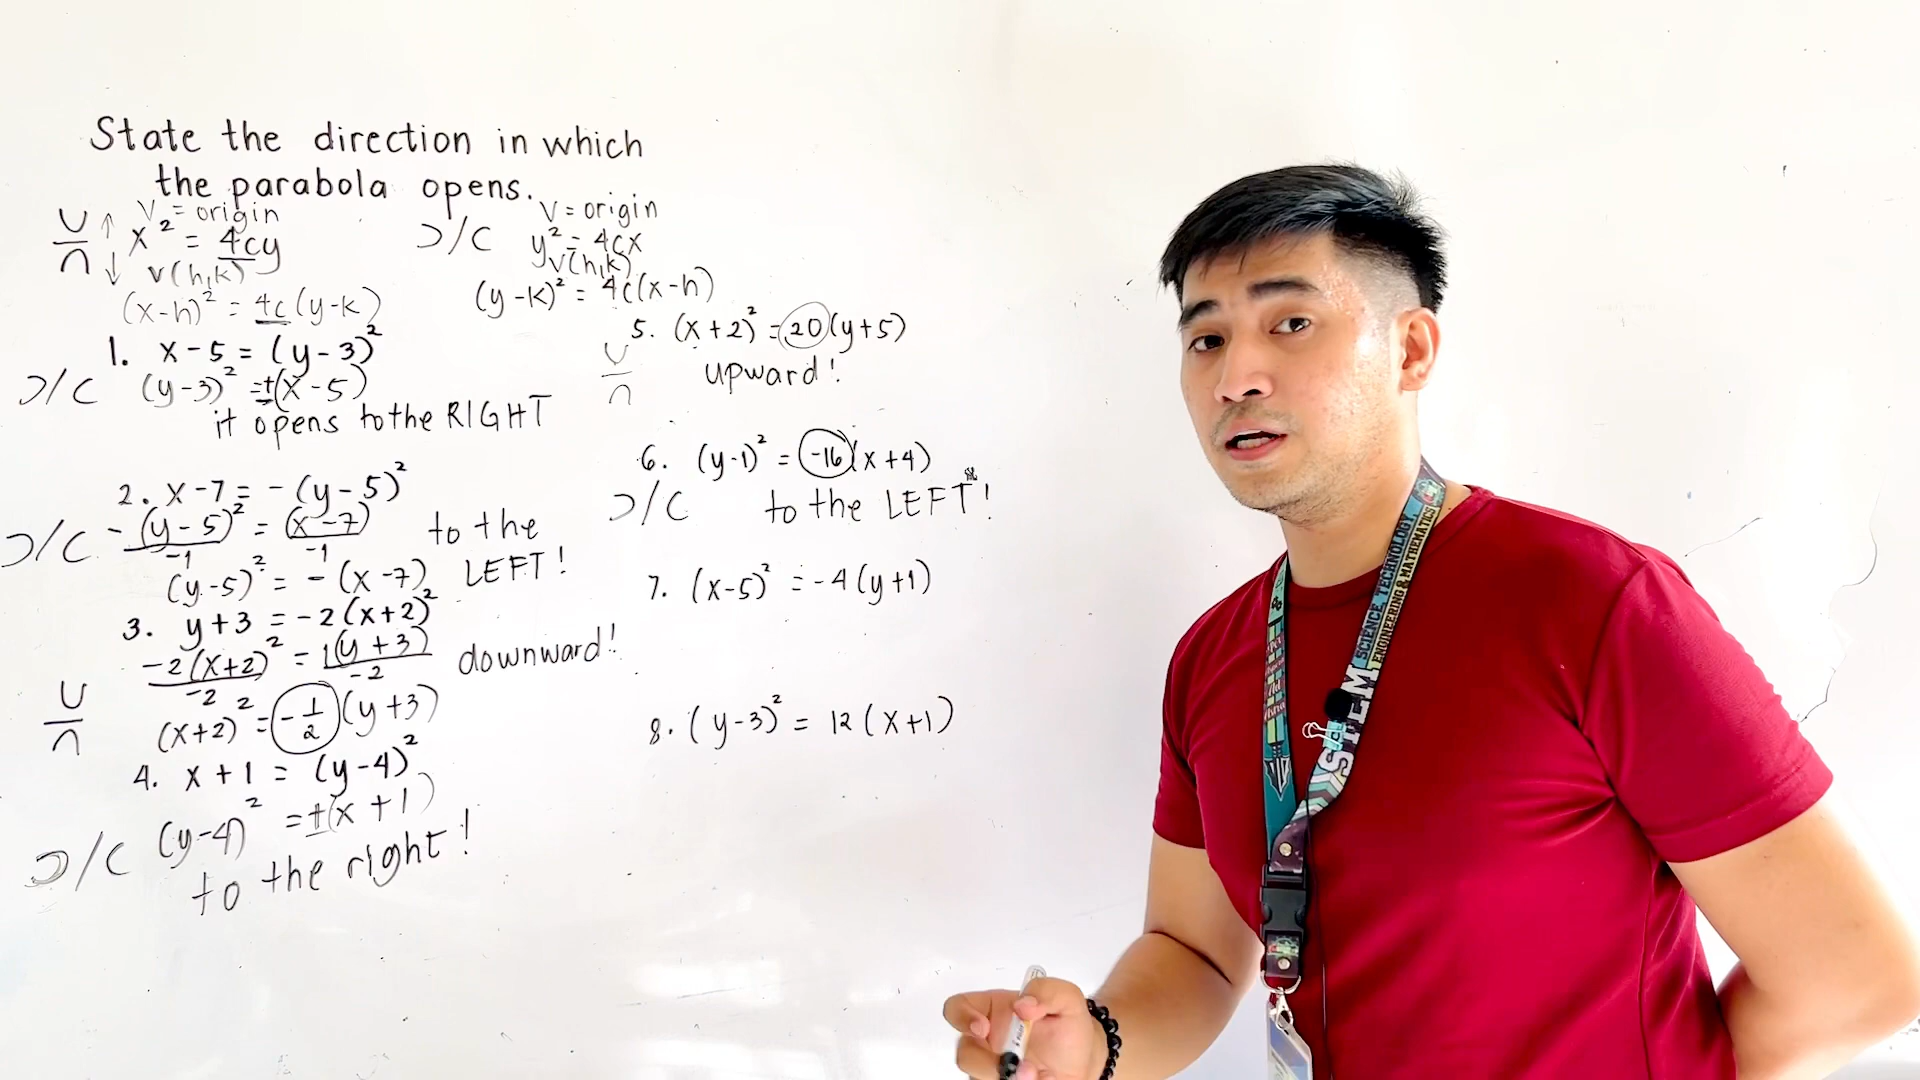 State the direction in which
the parabola opens.
∪/∩ ↑↓ V = origin
x² = 4cy
V(h,k)
(x-h)² = 4c(y-k)
⊃/⊂ V = origin
y² = 4cx
V(h,k)
(y-k)² = 4c(x-h)
1. x-5 = (y-3)²
⊃/⊂ (y-3)² = +(x-5)
it opens to the RIGHT
2. x-7 = -(y-5)²
⊃/⊂ -(y-5)²/-1 = (x-7)/-1
(y-5)² = -(x-7)
to the
LEFT!
3. y+3 = -2(x+2)²
-2(x+2)²/-2 = 1(y+3)/-2
downward!
∪/∩ (x+2)² = -1/2(y+3)
4. x+1 = (y-4)²
⊃/⊂ (y-4)² = +(x+1)
to the right!
5. (x+2)² = 20(y+5)
∪/∩ upward!
6. (y-1)² = -16(x+4)
⊃/⊂ to the LEFT!
7. (x-5)² = -4(y+1)
8. (y-3)² = 12(x+1)
SCIENCE TECHNOLOGY
ENGINEERING & MATHEMATICS
STEM